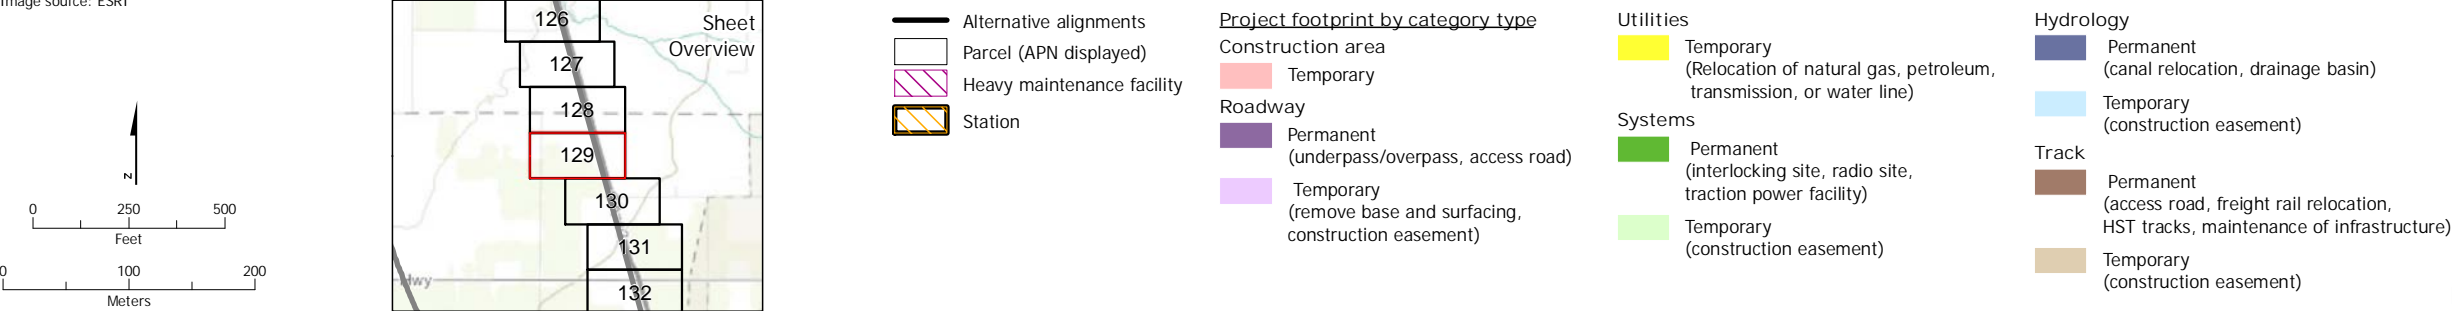 Image source: ESRI
N
0 250 500
Feet
0 100 200
Meters
Sheet
Overview
126
127
128
129
130
131
132
Hwy
Alternative alignments
Parcel (APN displayed)
Heavy maintenance facility
Station
Project footprint by category type
Construction area
Temporary
Roadway
Permanent
(underpass/overpass, access road)
Temporary
(remove base and surfacing,
construction easement)
Utilities
Temporary
(Relocation of natural gas, petroleum,
transmission, or water line)
Systems
Permanent
(interlocking site, radio site,
traction power facility)
Temporary
(construction easement)
Hydrology
Permanent
(canal relocation, drainage basin)
Temporary
(construction easement)
Track
Permanent
(access road, freight rail relocation,
HST tracks, maintenance of infrastructure)
Temporary
(construction easement)